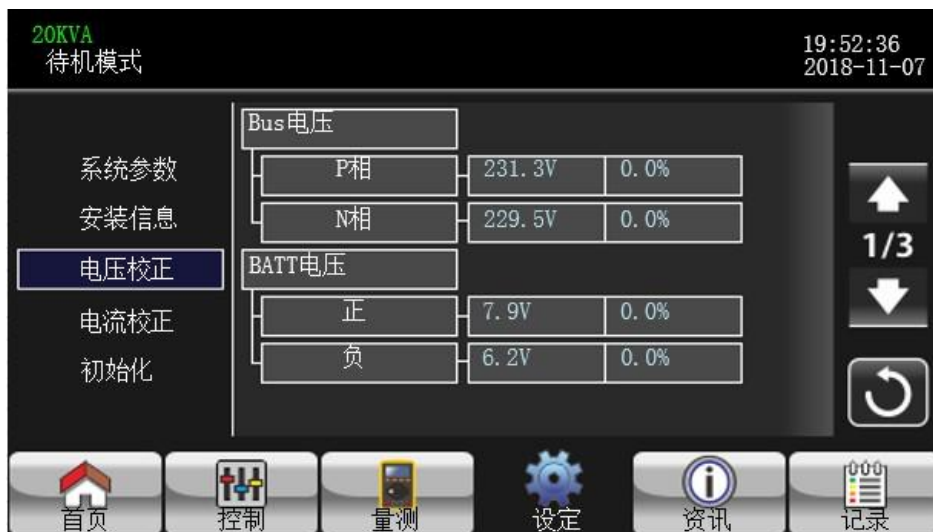 20KVA
待机模式
19:52:36
2018-11-07
系统参数
安装信息
电压校正
电流校正
初始化
Bus电压
P相 231.3V 0.0%
N相 229.5V 0.0%
BATT电压
正 7.9V 0.0%
负 6.2V 0.0%
1/3
首页 控制 量测 设定 资讯 记录